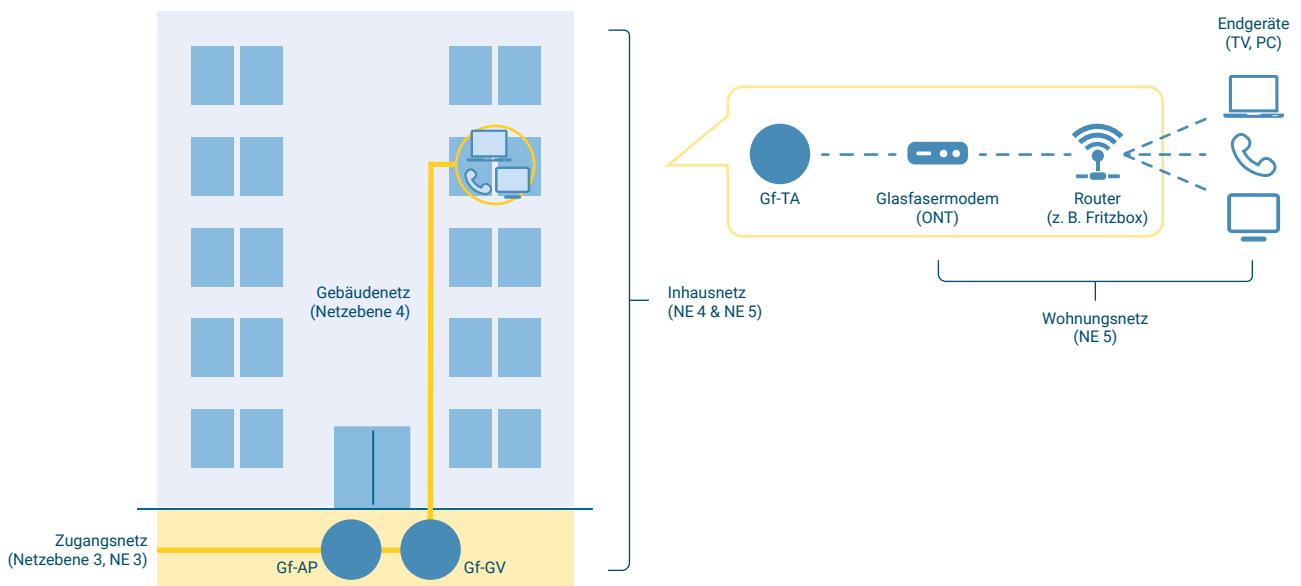 Endgeräte
(TV, PC)
Gf-TA
Glasfasermodem
(ONT)
Router
(z. B. Fritzbox)
Gebäudenetz
(Netzebene 4)
Inhausnetz
(NE 4 & NE 5)
Wohnungsnetz
(NE 5)
Zugangsnetz
(Netzebene 3, NE 3)
Gf-AP
Gf-GV